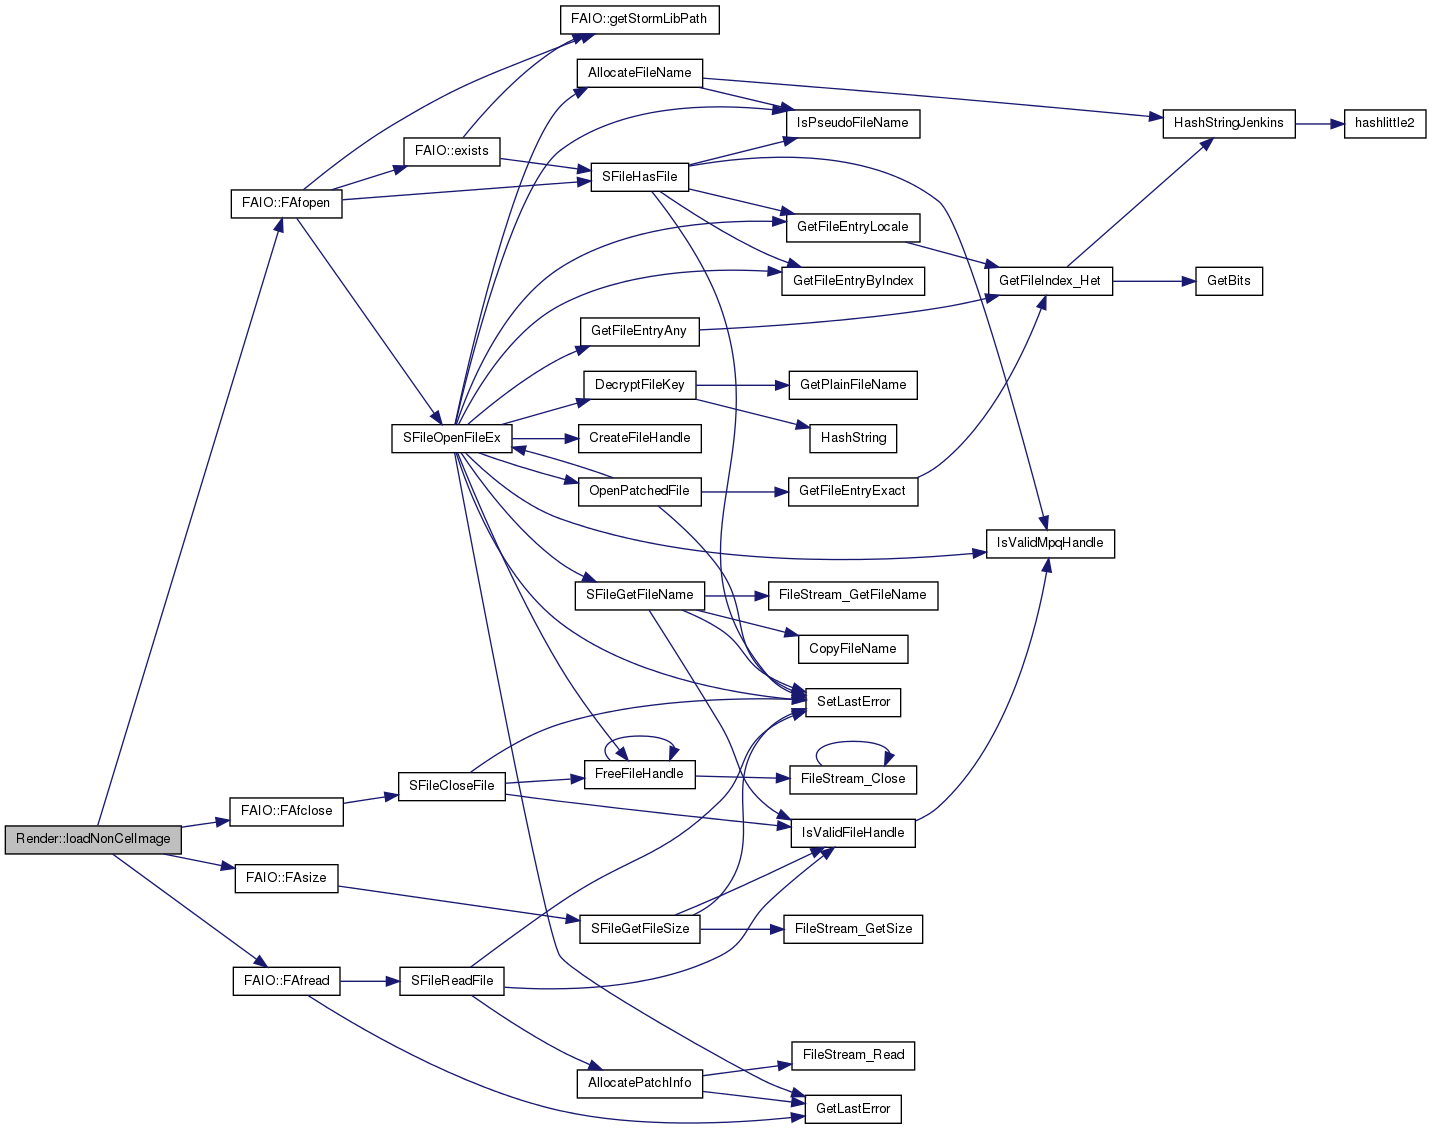 FAIO::getStormLibPath
AllocateFileName
IsPseudoFileName
HashStringJenkins
hashlittle2
FAIO::exists
SFileHasFile
FAIO::FAfopen
GetFileEntryLocale
GetFileEntryByIndex
GetFileIndex_Het
GetBits
GetFileEntryAny
DecryptFileKey
GetPlainFileName
SFileOpenFileEx
CreateFileHandle
HashString
OpenPatchedFile
GetFileEntryExact
IsValidMpqHandle
SFileGetFileName
FileStream_GetFileName
CopyFileName
SetLastError
FreeFileHandle
FileStream_Close
SFileCloseFile
FAIO::FAfclose
Render::loadNonCelImage
IsValidFileHandle
FAIO::FAsize
SFileGetFileSize
FileStream_GetSize
FAIO::FAfread
SFileReadFile
FileStream_Read
AllocatePatchInfo
GetLastError